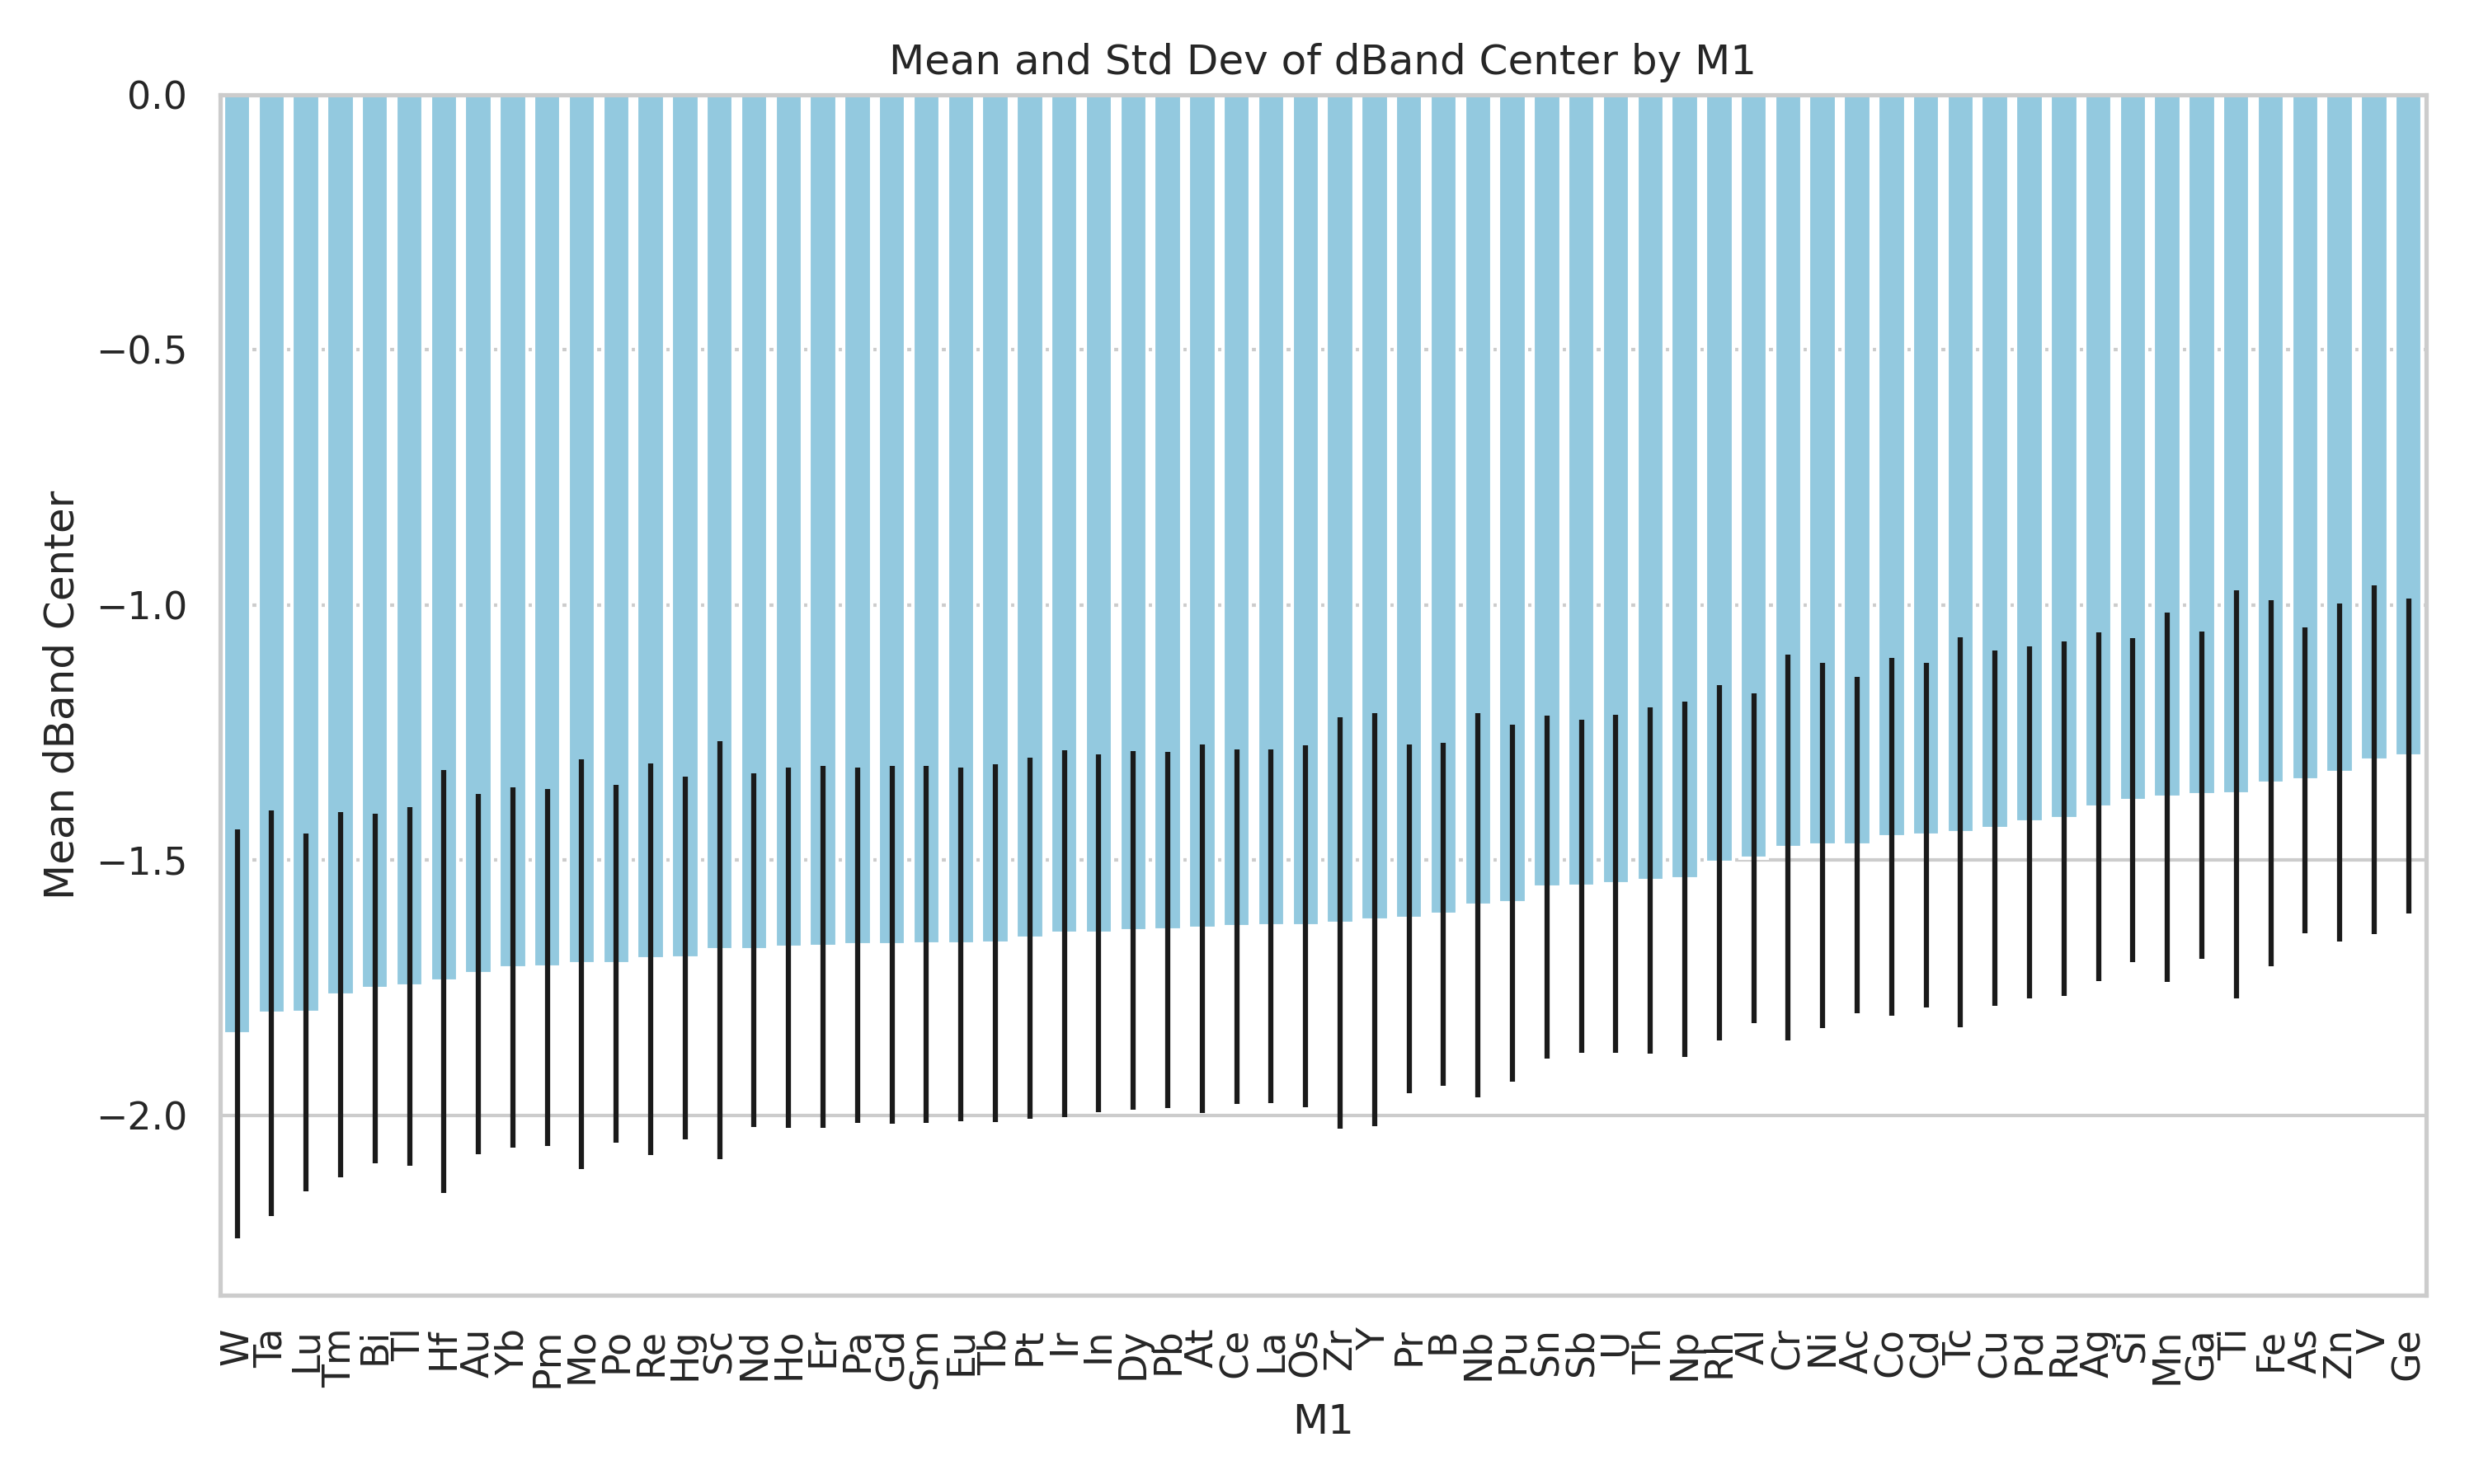 Mean and Std Dev of dBand Center by M1
0.0
−0.5
−1.0
−1.5
−2.0
Mean dBand Center
W Ta Lu Tm Bi Tl Hf Au Yb Pm Mo Po Re Hg Sc Nd Ho Er Pa Gd Sm Eu Tb Pt Ir In Dy Pb At Ce La Os Zr Y Pr B Nb Pu Sn Sb U Th Np Rh Al Cr Ni Ac Co Cd Tc Cu Pd Ru Ag Si Mn Ga Ti Fe As Zn V Ge
M1